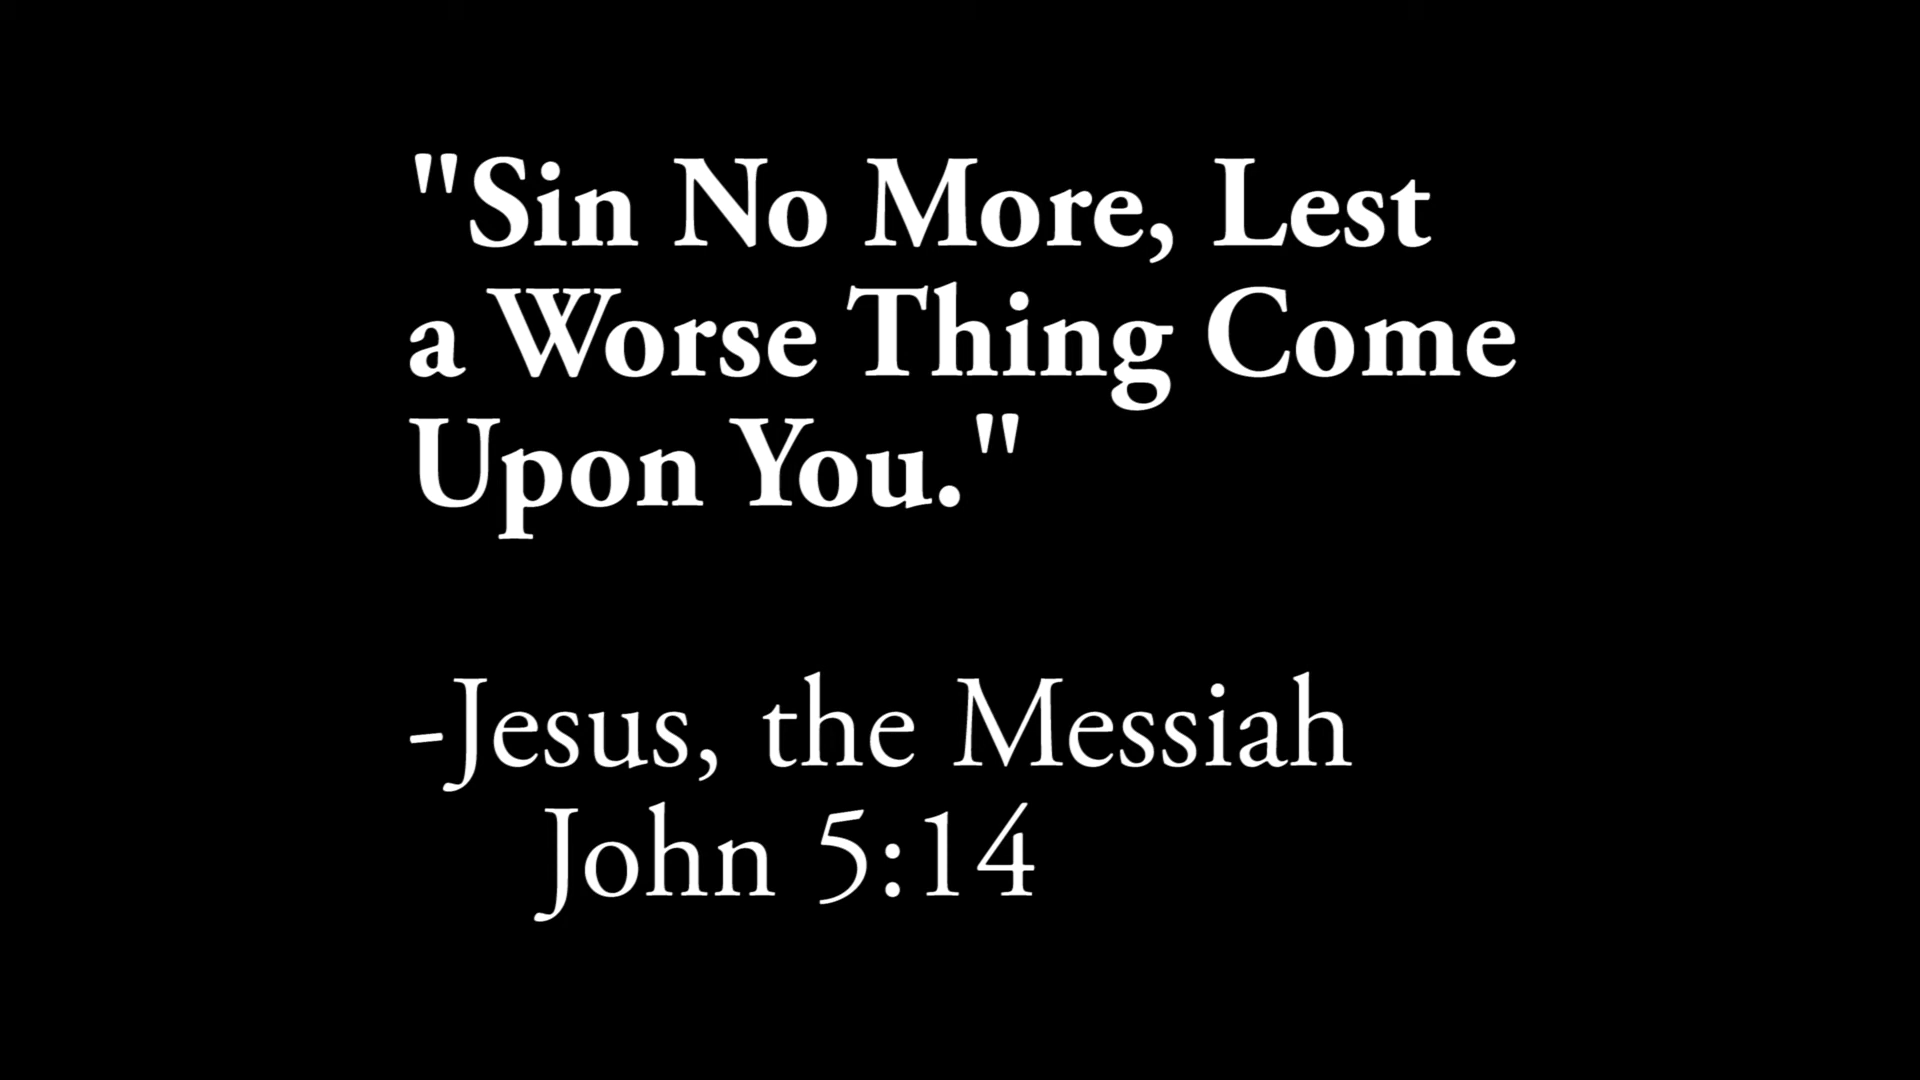 "Sin No More, Lest
a Worse Thing Come
Upon You."
-Jesus, the Messiah
John 5:14